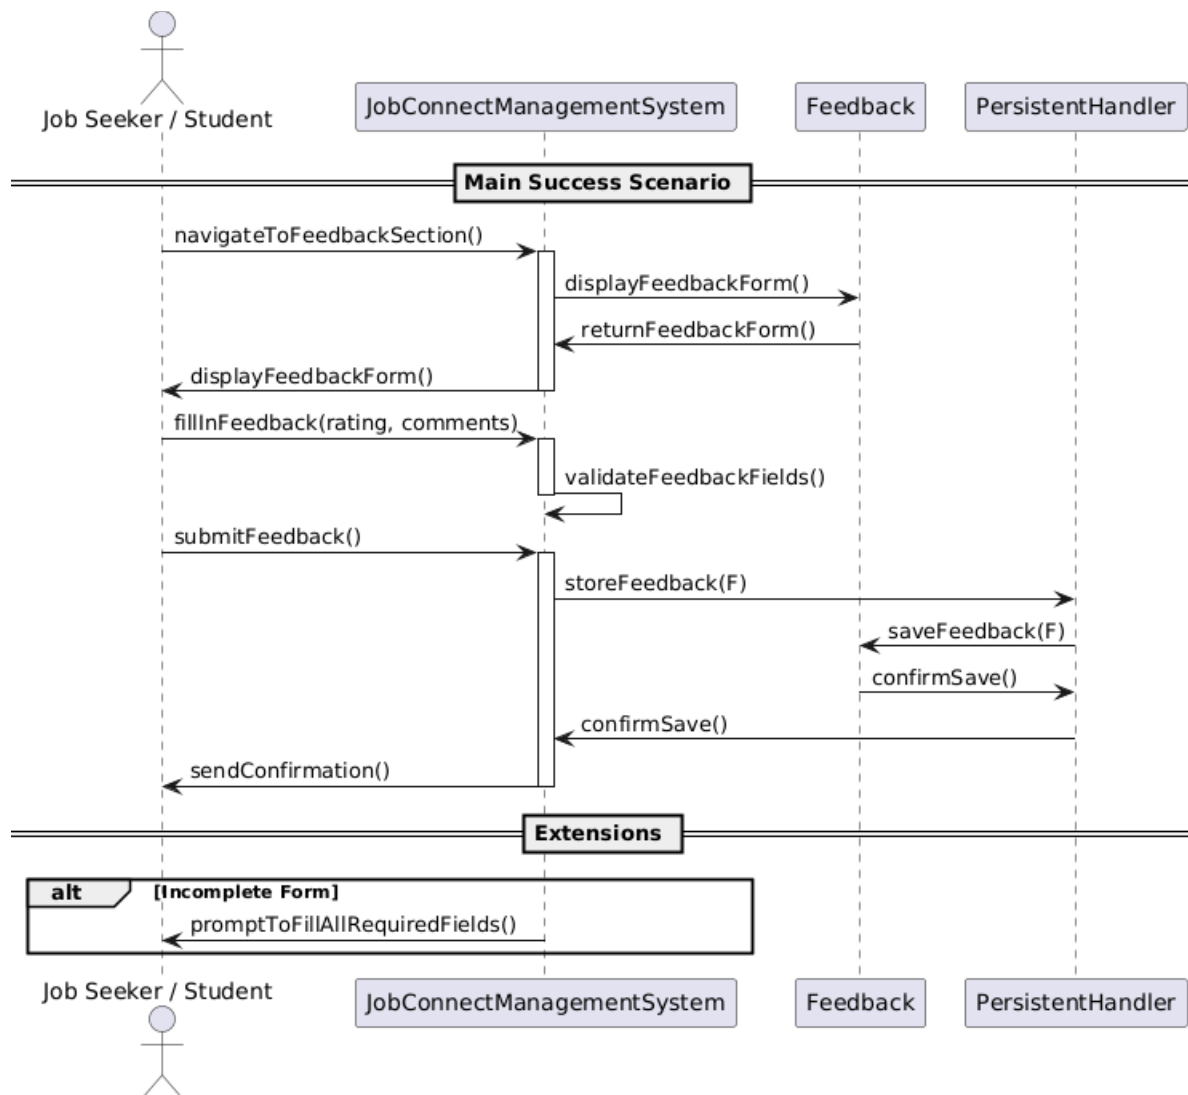 Job Seeker / Student
JobConnectManagementSystem
Feedback
PersistentHandler
Main Success Scenario
navigateToFeedbackSection()
displayFeedbackForm()
returnFeedbackForm()
displayFeedbackForm()
fillInFeedback(rating, comments)
validateFeedbackFields()
submitFeedback()
storeFeedback(F)
saveFeedback(F)
confirmSave()
confirmSave()
sendConfirmation()
Extensions
alt [Incomplete Form]
promptToFillAllRequiredFields()
Job Seeker / Student
JobConnectManagementSystem
Feedback
PersistentHandler